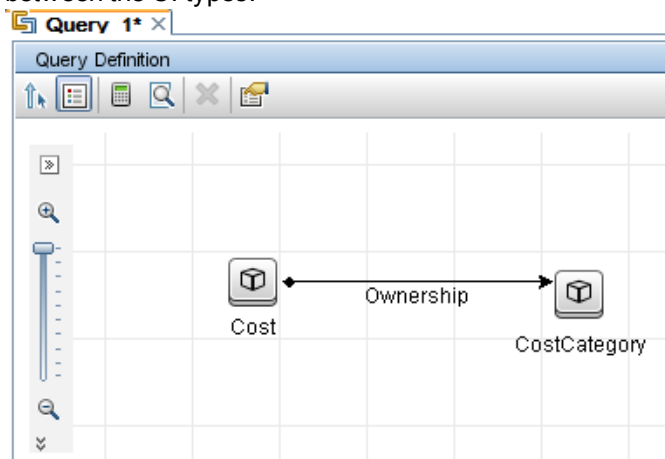 Query 1*
Query Definition
Ownership
Cost
CostCategory